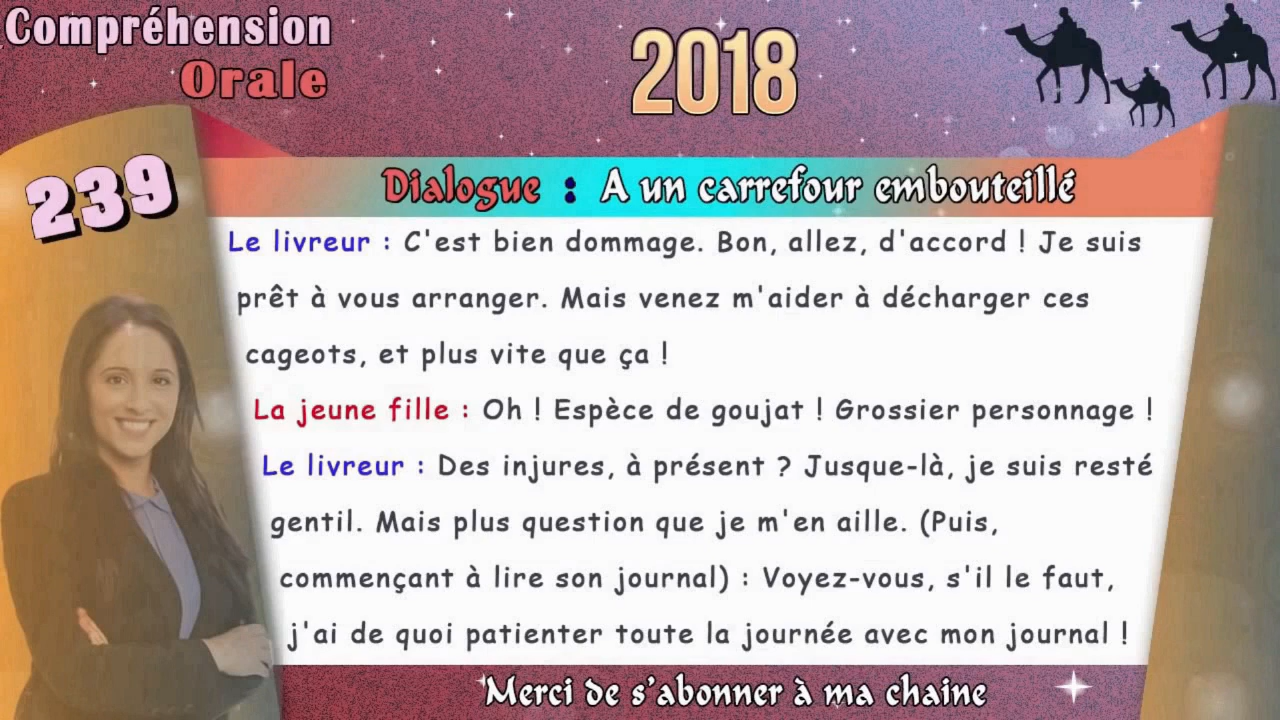 Compréhension
Orale
2018
239
Dialogue : A un carrefour embouteillé
Le livreur : C'est bien dommage. Bon, allez, d'accord ! Je suis
prêt à vous arranger. Mais venez m'aider à décharger ces
cageots, et plus vite que ça !
La jeune fille : Oh ! Espèce de goujat ! Grossier personnage !
Le livreur : Des injures, à présent ? Jusque-là, je suis resté
gentil. Mais plus question que je m'en aille. (Puis,
commençant à lire son journal) : Voyez-vous, s'il le faut,
j'ai de quoi patienter toute la journée avec mon journal !
Merci de s'abonner à ma chaine